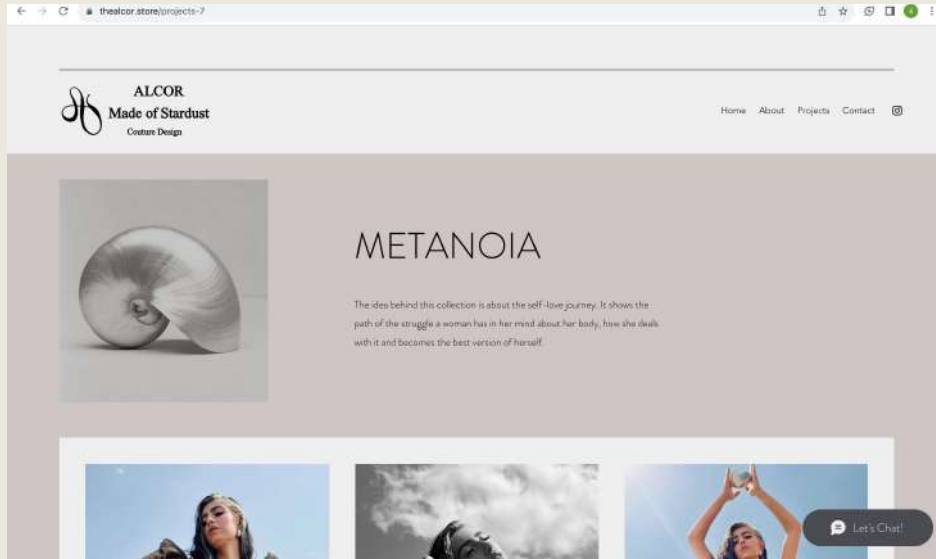 thealcor.store/projects-7
ALCOR
Made of Stardust
Couture Design
Home About Projects Contact
METANOIA
The idea behind this collection is about the self-love journey. It shows the
path of the struggle a woman has in her mind about her body, how she deals
with it and becomes the best version of herself.
Let's Chat!